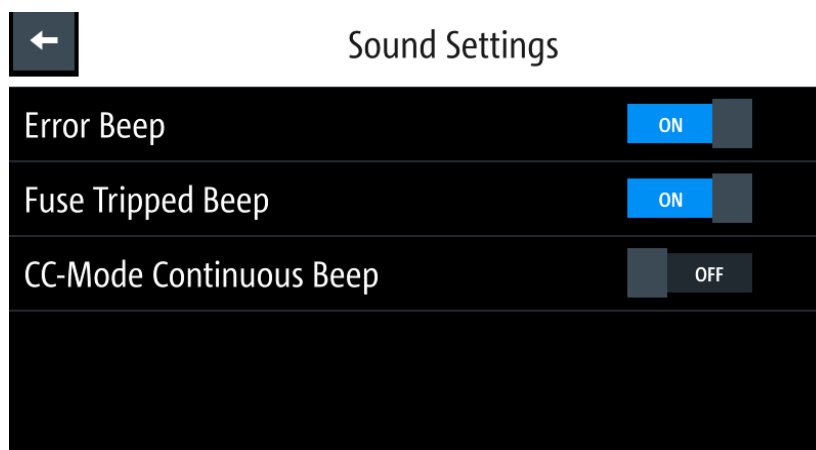 Sound Settings
Error Beep ON
Fuse Tripped Beep ON
CC-Mode Continuous Beep OFF